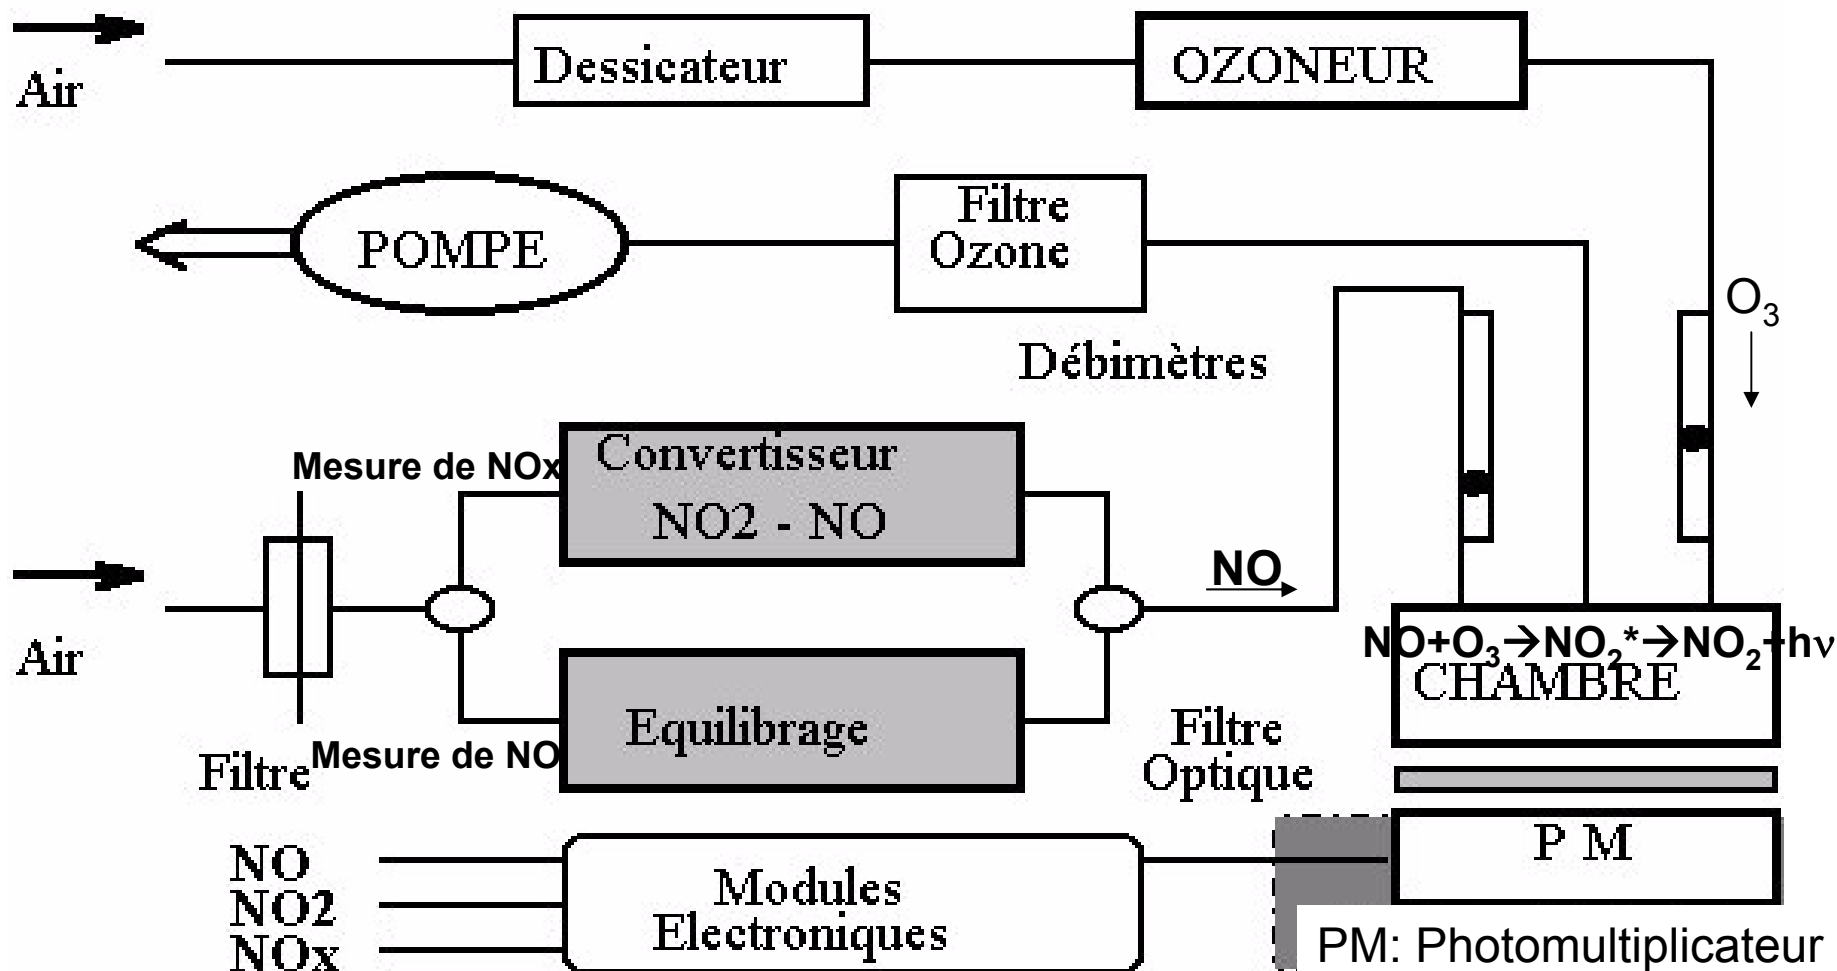 Air
Dessicateur
OZONEUR
POMPE
Filtre
Ozone
O3
Débimètres
Mesure de NOx
Convertisseur
NO2 - NO
NO
Air
NO+O3→NO2*→NO2+hν
CHAMBRE
Equilibrage
Filtre
Mesure de NO
Filtre
Optique
NO
NO2
NOx
Modules
Electroniques
P M
PM: Photomultiplicateur